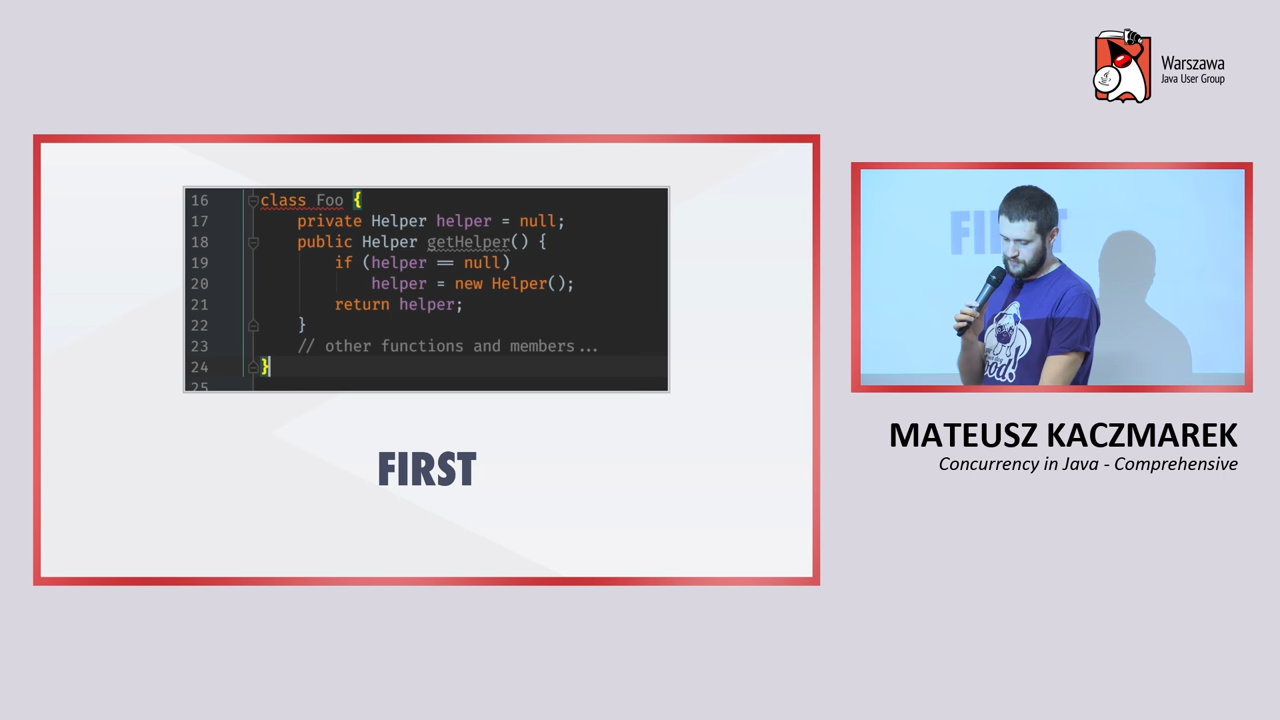 Warszawa
Java User Group
16 class Foo {
17 private Helper helper = null;
18 public Helper getHelper() {
19 if (helper == null)
20 helper = new Helper();
21 return helper;
22 }
23 // other functions and members...
24 }
25
FIRST
FIRST
MATEUSZ KACZMAREK
Concurrency in Java - Comprehensive